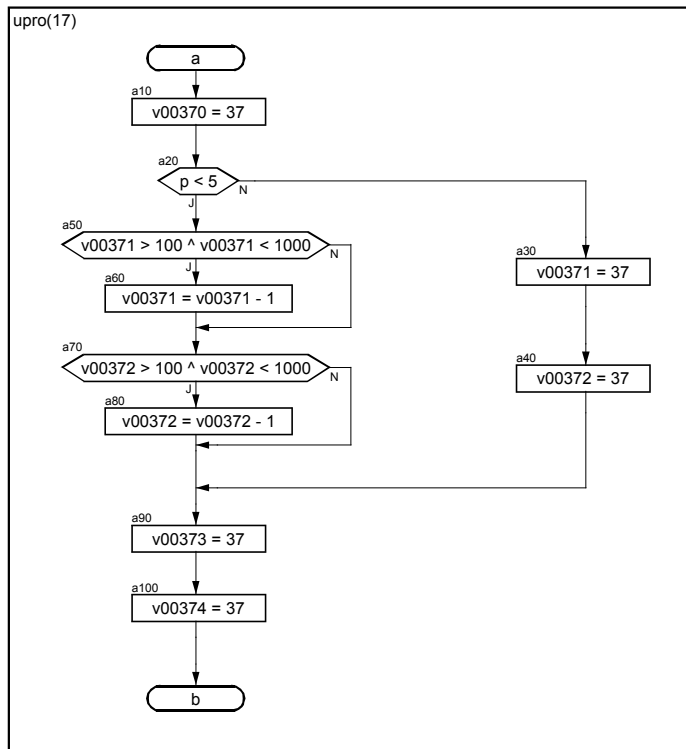 upro(17)
a
a10
v00370 = 37
a20
p < 5
N
J
a50
v00371 > 100 ^ v00371 < 1000
N
J
a30
v00371 = 37
a60
v00371 = v00371 - 1
a70
v00372 > 100 ^ v00372 < 1000
N
J
a40
v00372 = 37
a80
v00372 = v00372 - 1
a90
v00373 = 37
a100
v00374 = 37
b